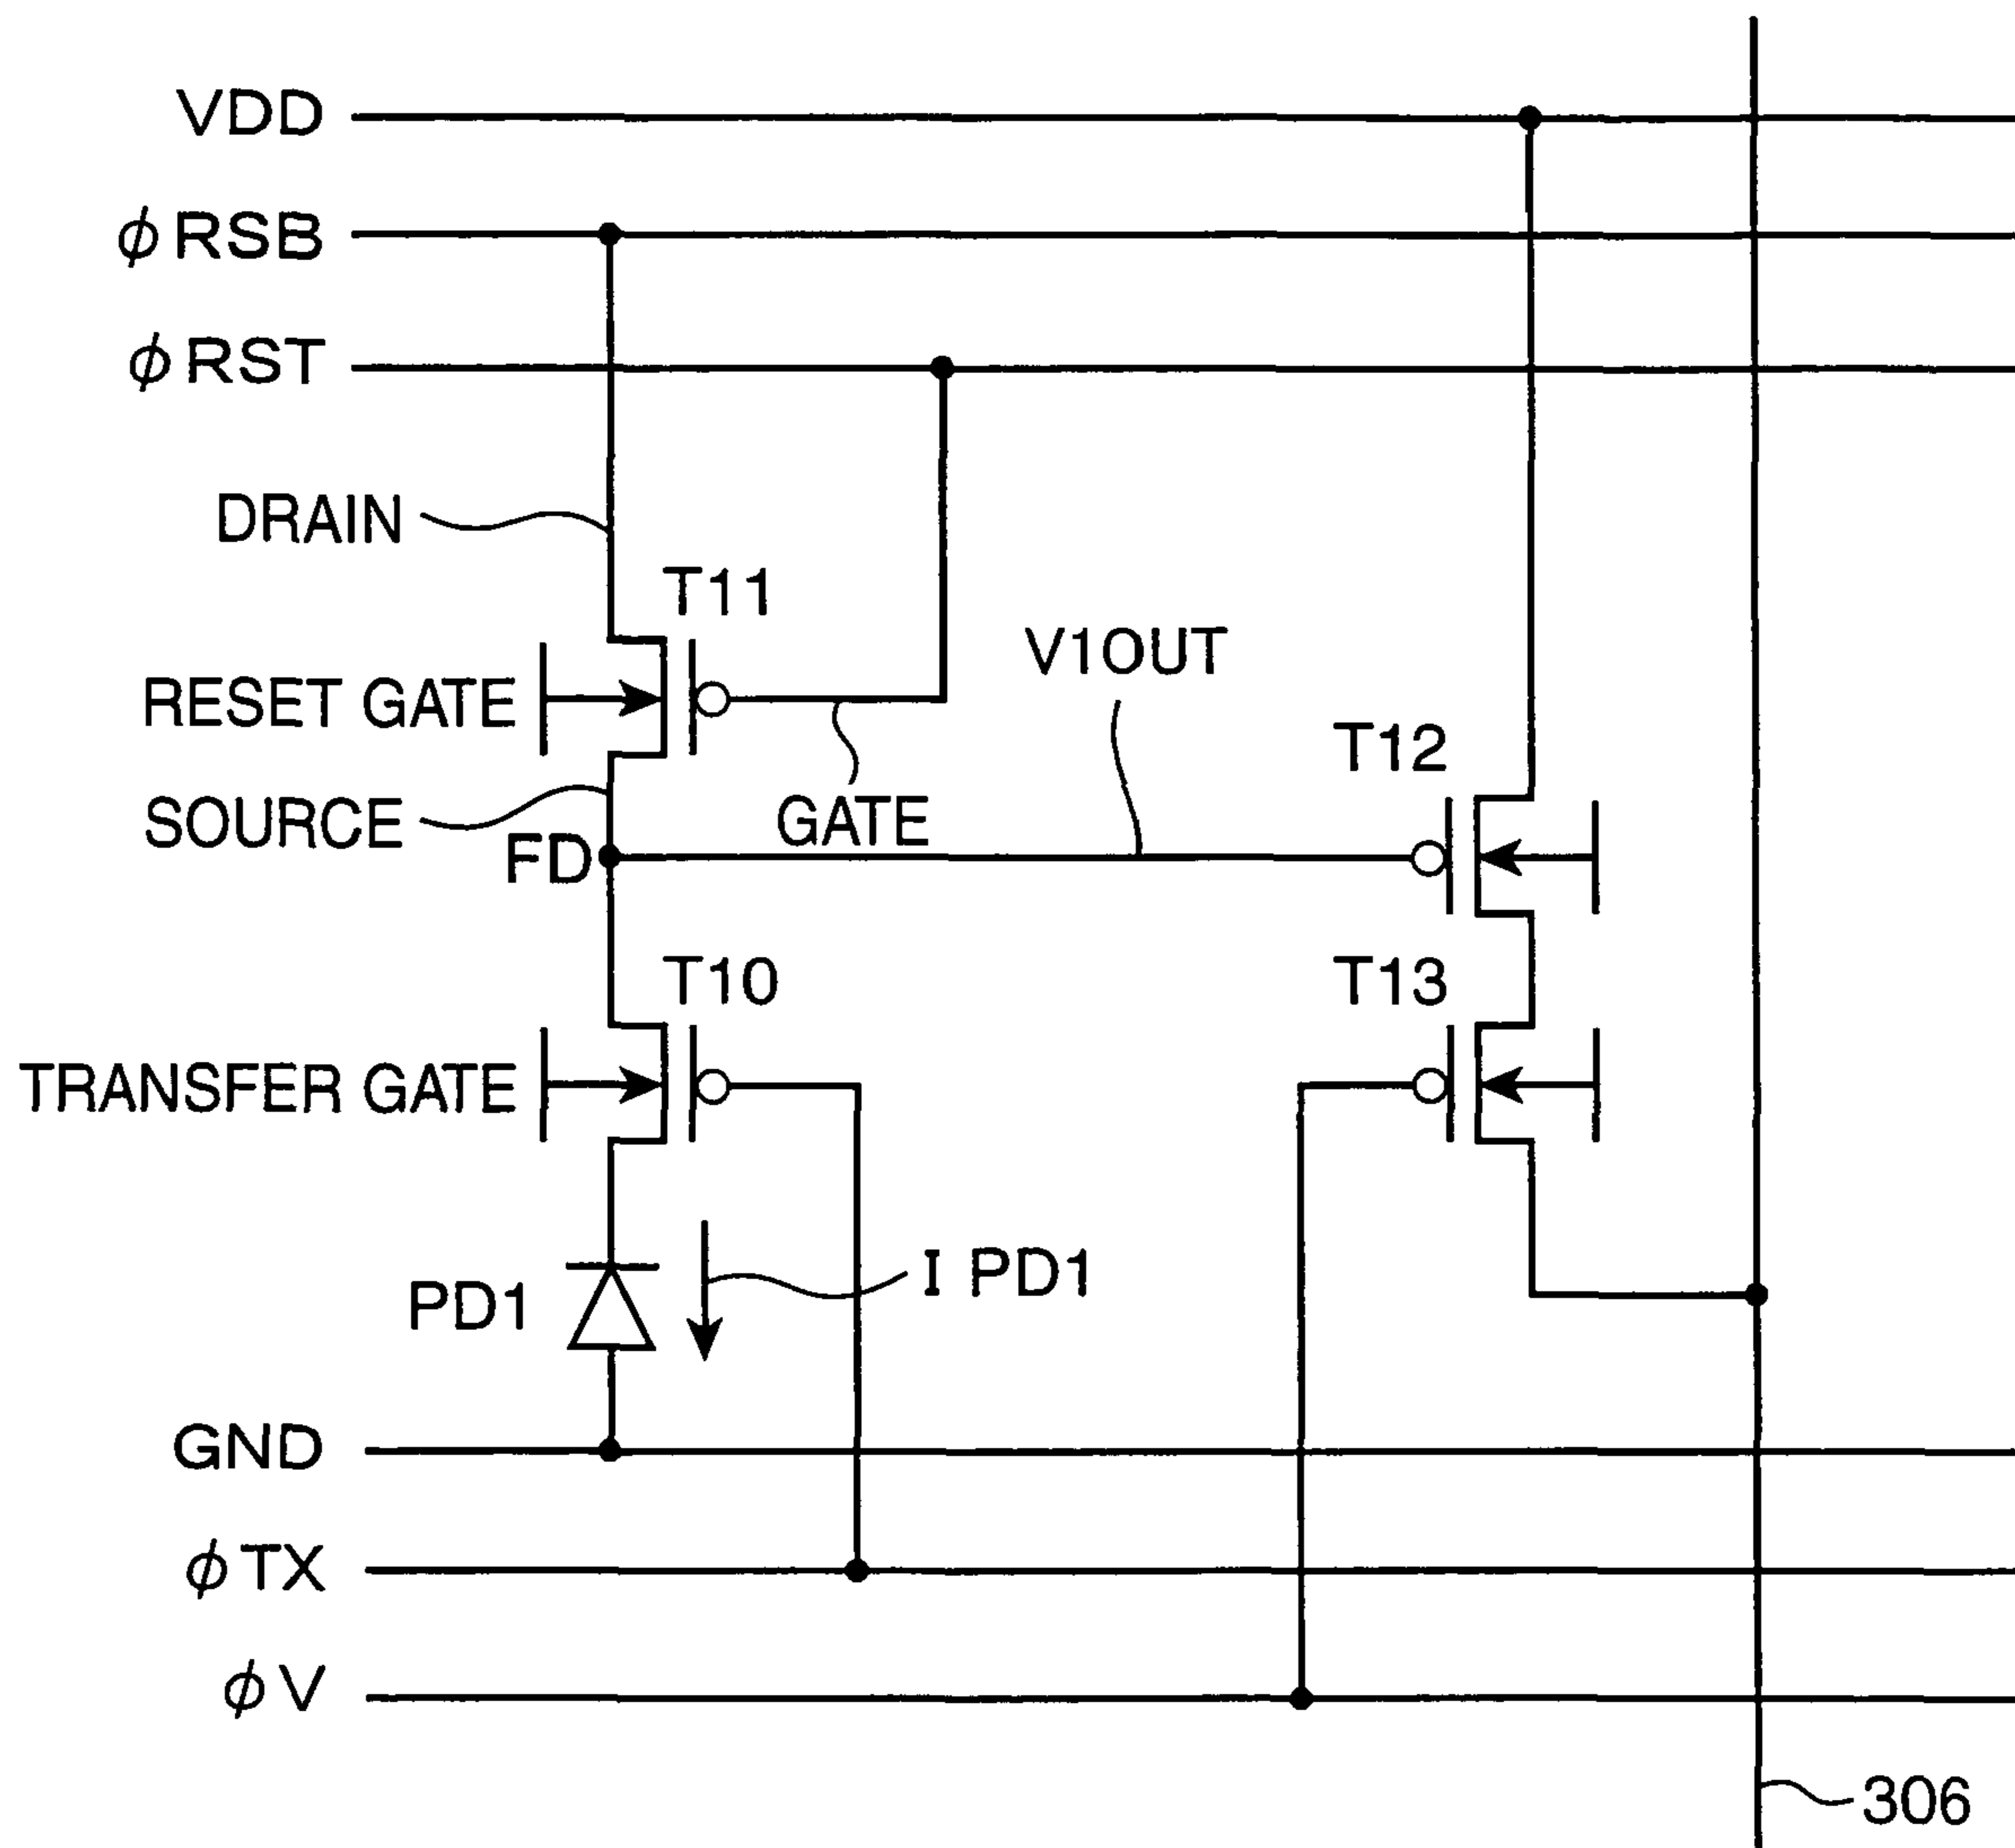 VDD
φRSB
φRST
DRAIN
T11
V1OUT
RESET GATE
T12
SOURCE
GATE
FD
T10
T13
TRANSFER GATE
PD1
I PD1
GND
φTX
φV
306